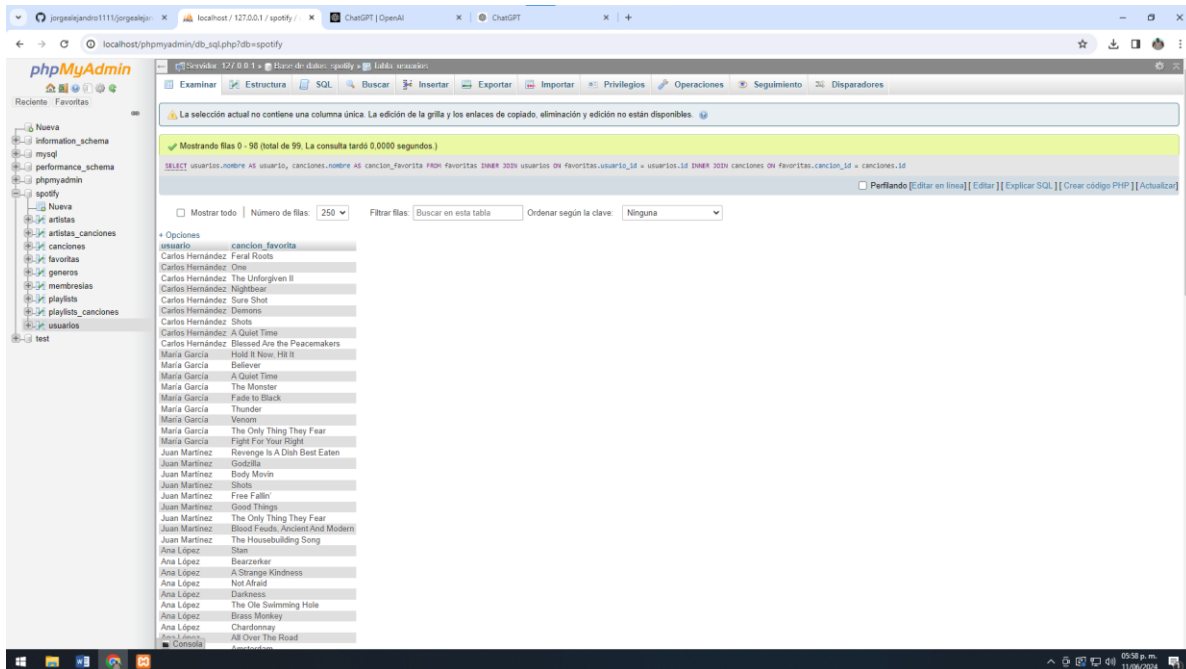 jorgealejandro1111/jorgealejan
localhost / 127.0.0.1 / spotify /
ChatGPT | OpenAI
ChatGPT
localhost/phpmyadmin/db_sql.php?db=spotify
phpMyAdmin
Reciente Favoritas
Nueva
information_schema
mysql
performance_schema
phpmyadmin
spotify
Nueva
artistas
artistas_canciones
canciones
favoritas
generos
membresias
playlists
playlists_canciones
usuarios
test
Servidor: 127.0.0.1 » Base de datos: spotify » Tabla: usuarios
Examinar Estructura SQL Buscar Insertar Exportar Importar Privilegios Operaciones Seguimiento Disparadores
La selección actual no contiene una columna única. La edición de la grilla y los enlaces de copiado, eliminación y edición no están disponibles.
Mostrando filas 0 - 98 (total de 99, La consulta tardó 0,0000 segundos.)
SELECT usuarios.nombre AS usuario, canciones.nombre AS cancion_favorita FROM favoritas INNER JOIN usuarios ON favoritas.usuario_id = usuarios.id INNER JOIN canciones ON favoritas.cancion_id = canciones.id
Perfilando [Editar en línea] [ Editar ] [ Explicar SQL ] [ Crear código PHP ] [ Actualizar]
Mostrar todo | Número de filas: 250 Filtrar filas: Buscar en esta tabla Ordenar según la clave: Ninguna
+ Opciones
usuario cancion_favorita
Carlos Hernández Feral Roots
Carlos Hernández One
Carlos Hernández The Unforgiven II
Carlos Hernández Nightbear
Carlos Hernández Sure Shot
Carlos Hernández Demons
Carlos Hernández Shots
Carlos Hernández A Quiet Time
Carlos Hernández Blessed Are the Peacemakers
María García Hold It Now, Hit It
María García Believer
María García A Quiet Time
María García The Monster
María García Fade to Black
María García Thunder
María García Venom
María García The Only Thing They Fear
María García Fight For Your Right
Juan Martínez Revenge Is A Dish Best Eaten
Juan Martínez Godzilla
Juan Martínez Body Movin
Juan Martínez Shots
Juan Martínez Free Fallin'
Juan Martínez Good Things
Juan Martínez The Only Thing They Fear
Juan Martínez Blood Feuds, Ancient And Modern
Juan Martínez The Housebuilding Song
Ana López Stan
Ana López Bearzerker
Ana López A Strange Kindness
Ana López Not Afraid
Ana López Darkness
Ana López The Ole Swimming Hole
Ana López Brass Monkey
Ana López Chardonnay
Ana López All Over The Road
Amsterdam
Consola
05:58 p. m.
11/06/2024